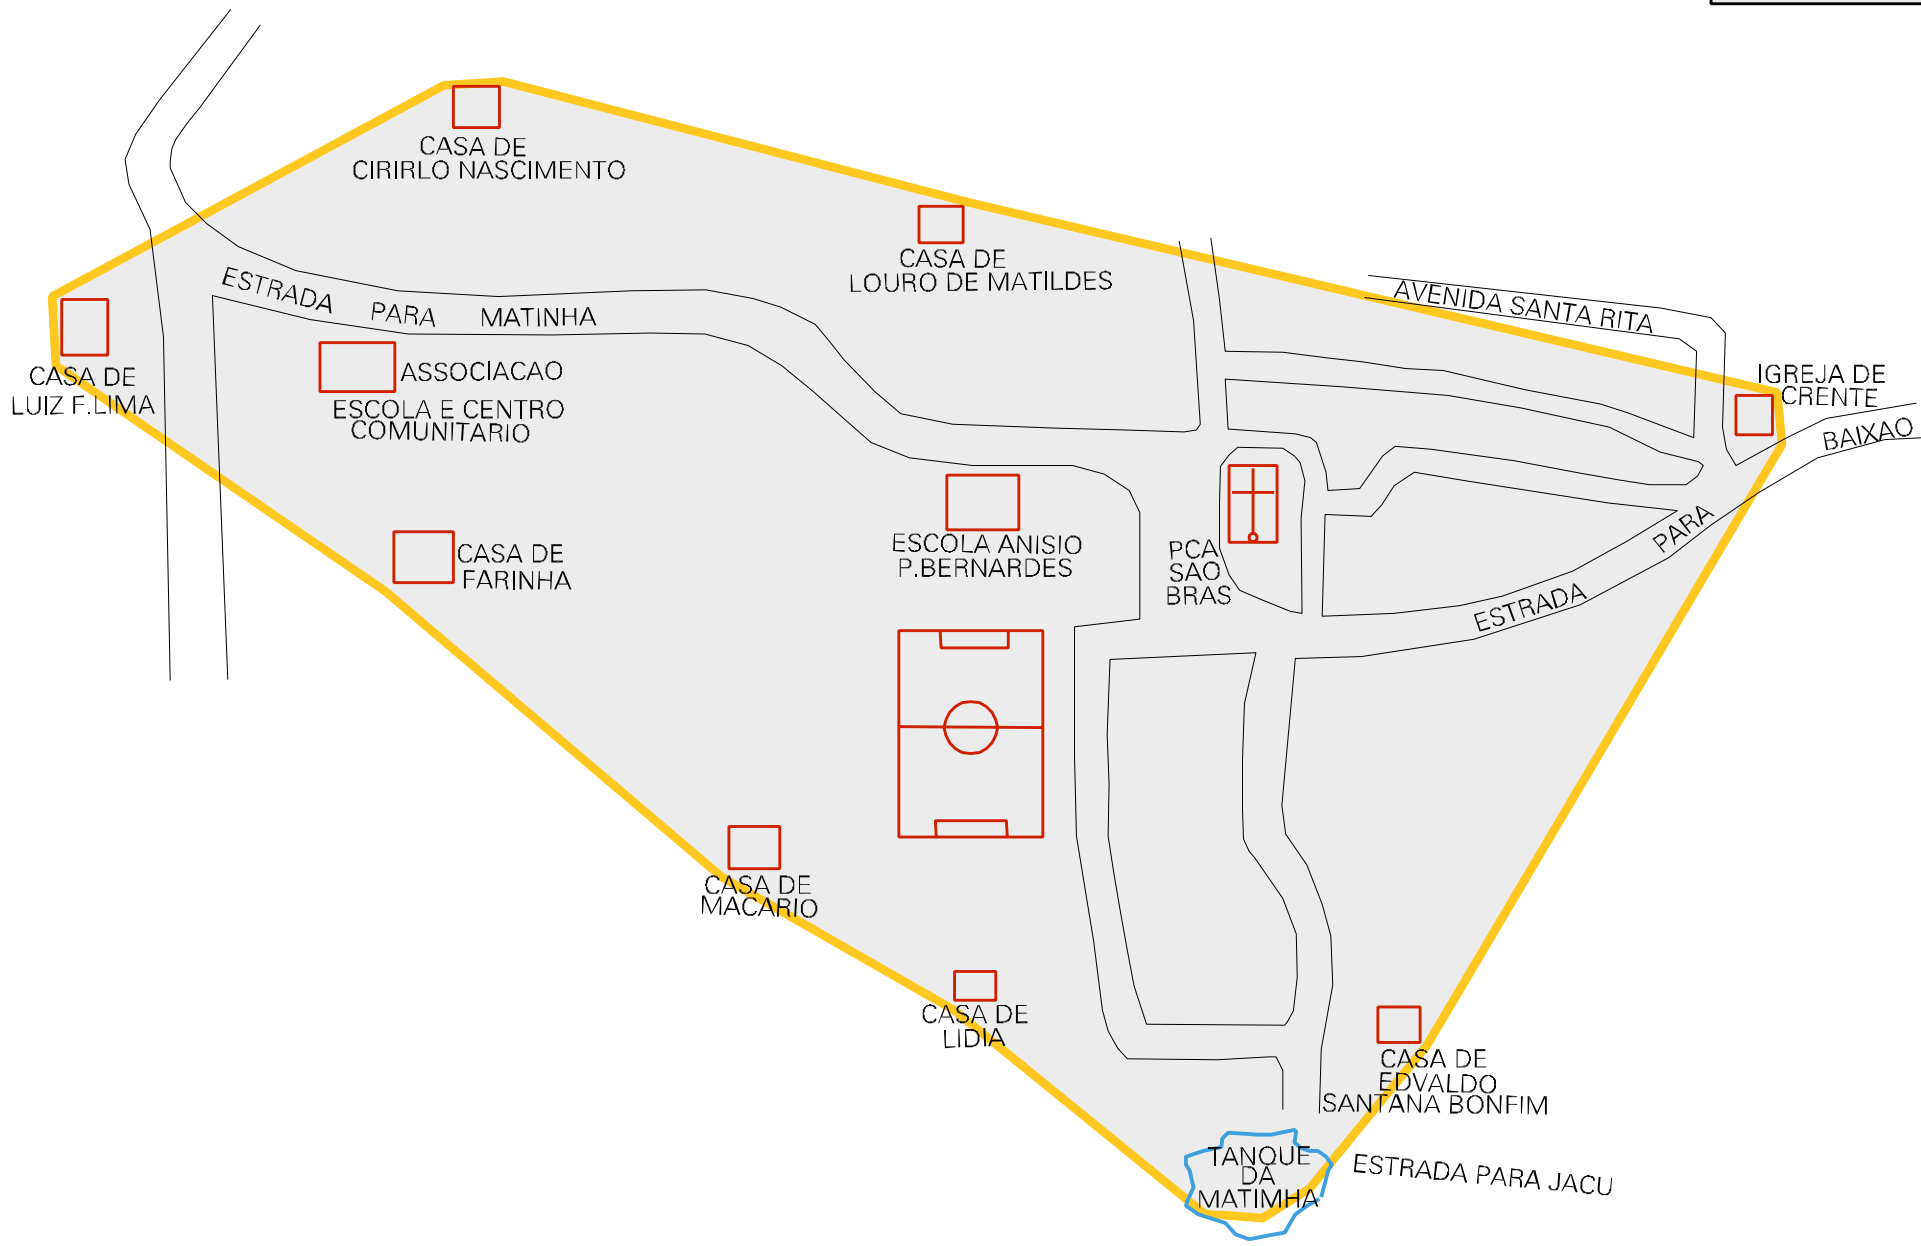 CASA DE
CIRIRLO NASCIMENTO
CASA DE
LOURO DE MATILDES
ESTRADA PARA MATINHA
AVENIDA SANTA RITA
CASA DE
LUIZ F.LIMA
ASSOCIACAO
ESCOLA E CENTRO
COMUNITARIO
IGREJA DE
CRENTE
BAIXAO
PARA
ESTRADA
CASA DE
FARINHA
ESCOLA ANISIO
P.BERNARDES
PCA
SAO
BRAS
CASA DE
MACARIO
CASA DE
LIDIA
CASA DE
EDVALDO
SANTANA BONFIM
TANQUE
DA
MATIMHA
ESTRADA PARA JACU